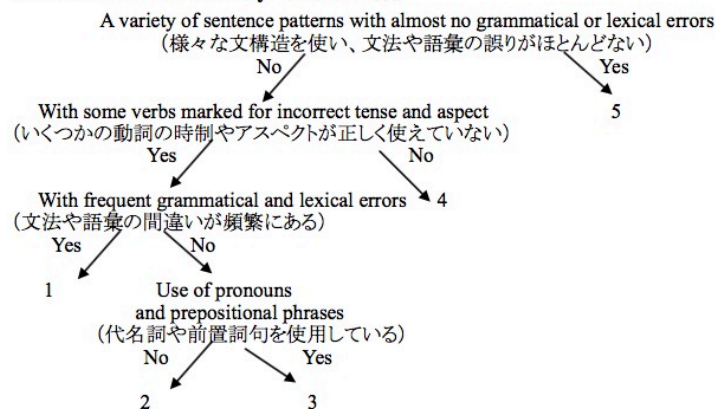 A variety of sentence patterns with almost no grammatical or lexical errors
(様々な文構造を使い、文法や語彙の誤りがほとんどない)
No Yes
With some verbs marked for incorrect tense and aspect 5
(いくつかの動詞の時制やアスペクトが正しく使えていない)
Yes No
With frequent grammatical and lexical errors 4
(文法や語彙の間違いが頻繁にある)
Yes No
1 Use of pronouns
and prepositional phrases
(代名詞や前置詞句を使用している)
No Yes
2 3